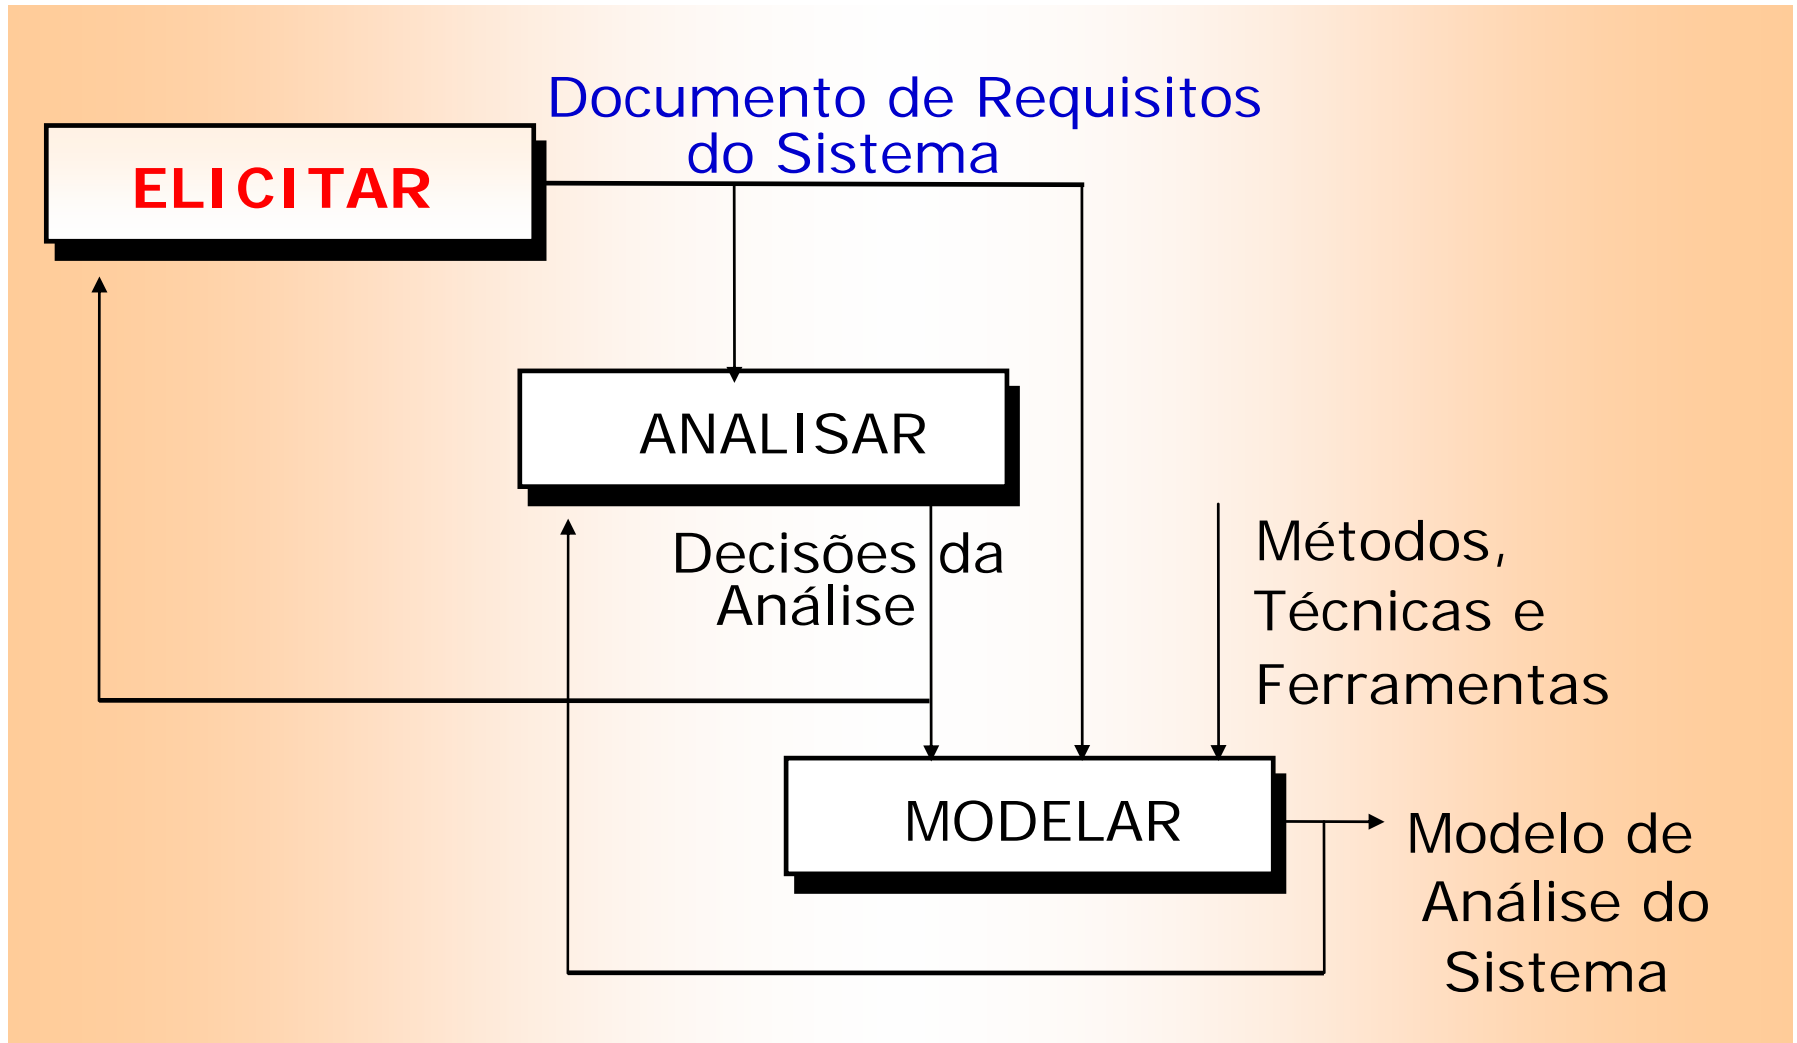 Documento de Requisitos
do Sistema
ELICITAR
ANALISAR
Decisões da
Análise
Métodos,
Técnicas e
Ferramentas
MODELAR
Modelo de
Análise do
Sistema